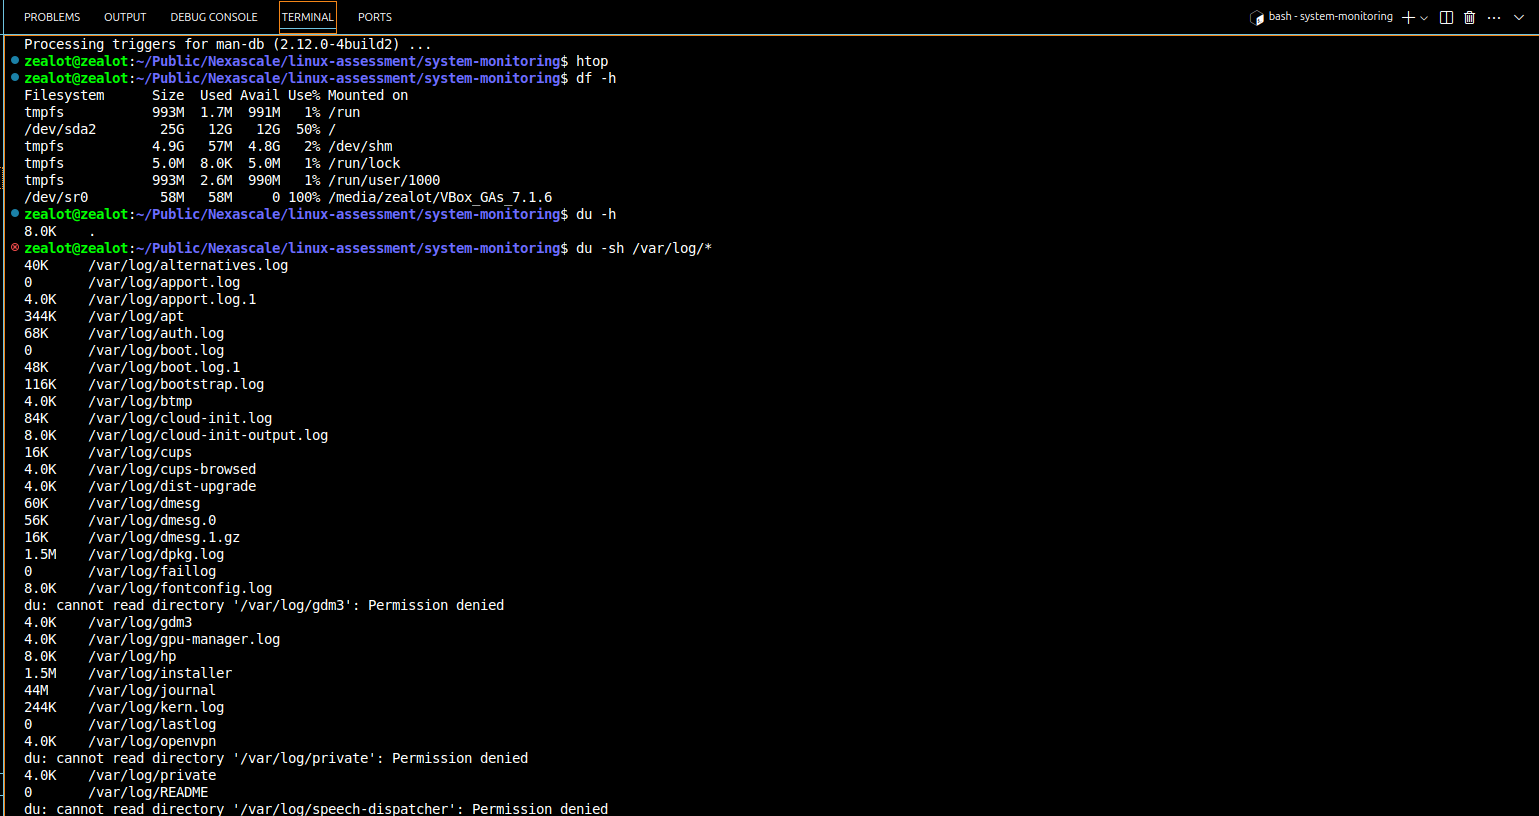 PROBLEMS OUTPUT DEBUG CONSOLE TERMINAL PORTS bash - system-monitoring
Processing triggers for man-db (2.12.0-4build2) ...
zealot@zealot:~/Public/Nexascale/linux-assessment/system-monitoring$ htop
zealot@zealot:~/Public/Nexascale/linux-assessment/system-monitoring$ df -h
Filesystem      Size  Used Avail Use% Mounted on
tmpfs           993M  1.7M  991M   1% /run
/dev/sda2        25G   12G   12G  50% /
tmpfs           4.9G   57M  4.8G   2% /dev/shm
tmpfs           5.0M  8.0K  5.0M   1% /run/lock
tmpfs           993M  2.6M  990M   1% /run/user/1000
/dev/sr0         58M   58M     0 100% /media/zealot/VBox_GAs_7.1.6
zealot@zealot:~/Public/Nexascale/linux-assessment/system-monitoring$ du -h
8.0K    .
zealot@zealot:~/Public/Nexascale/linux-assessment/system-monitoring$ du -sh /var/log/*
40K     /var/log/alternatives.log
0       /var/log/apport.log
4.0K    /var/log/apport.log.1
344K    /var/log/apt
68K     /var/log/auth.log
0       /var/log/boot.log
48K     /var/log/boot.log.1
116K    /var/log/bootstrap.log
4.0K    /var/log/btmp
84K     /var/log/cloud-init.log
8.0K    /var/log/cloud-init-output.log
16K     /var/log/cups
4.0K    /var/log/cups-browsed
4.0K    /var/log/dist-upgrade
60K     /var/log/dmesg
56K     /var/log/dmesg.0
16K     /var/log/dmesg.1.gz
1.5M    /var/log/dpkg.log
0       /var/log/faillog
8.0K    /var/log/fontconfig.log
du: cannot read directory '/var/log/gdm3': Permission denied
4.0K    /var/log/gdm3
4.0K    /var/log/gpu-manager.log
8.0K    /var/log/hp
1.5M    /var/log/installer
44M     /var/log/journal
244K    /var/log/kern.log
0       /var/log/lastlog
4.0K    /var/log/openvpn
du: cannot read directory '/var/log/private': Permission denied
4.0K    /var/log/private
0       /var/log/README
du: cannot read directory '/var/log/speech-dispatcher': Permission denied